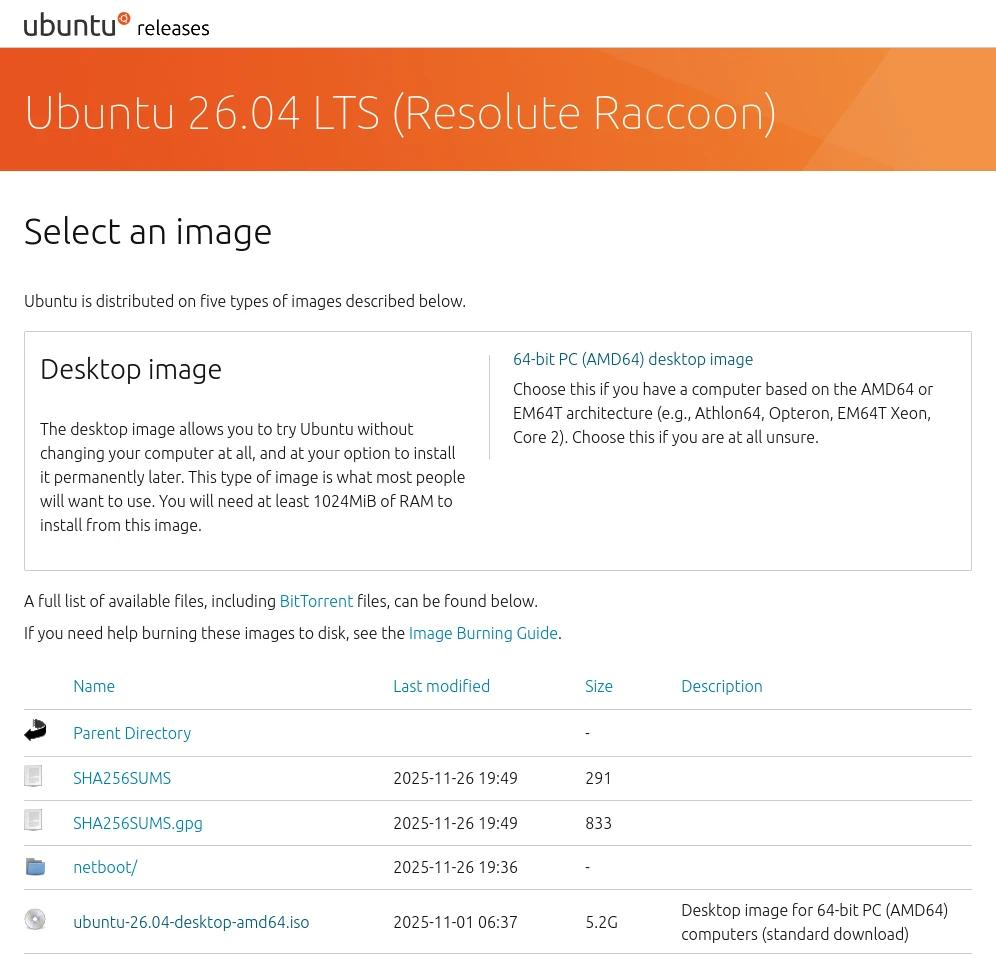 ubuntu releases
Ubuntu 26.04 LTS (Resolute Raccoon)
Select an image
Ubuntu is distributed on five types of images described below.
Desktop image
The desktop image allows you to try Ubuntu without
changing your computer at all, and at your option to install
it permanently later. This type of image is what most people
will want to use. You will need at least 1024MiB of RAM to
install from this image.
64-bit PC (AMD64) desktop image
Choose this if you have a computer based on the AMD64 or
EM64T architecture (e.g., Athlon64, Opteron, EM64T Xeon,
Core 2). Choose this if you are at all unsure.
A full list of available files, including BitTorrent files, can be found below.
If you need help burning these images to disk, see the Image Burning Guide.
Name Last modified Size Description
Parent Directory -
SHA256SUMS 2025-11-26 19:49 291
SHA256SUMS.gpg 2025-11-26 19:49 833
netboot/ 2025-11-26 19:36 -
ubuntu-26.04-desktop-amd64.iso 2025-11-01 06:37 5.2G Desktop image for 64-bit PC (AMD64)
computers (standard download)